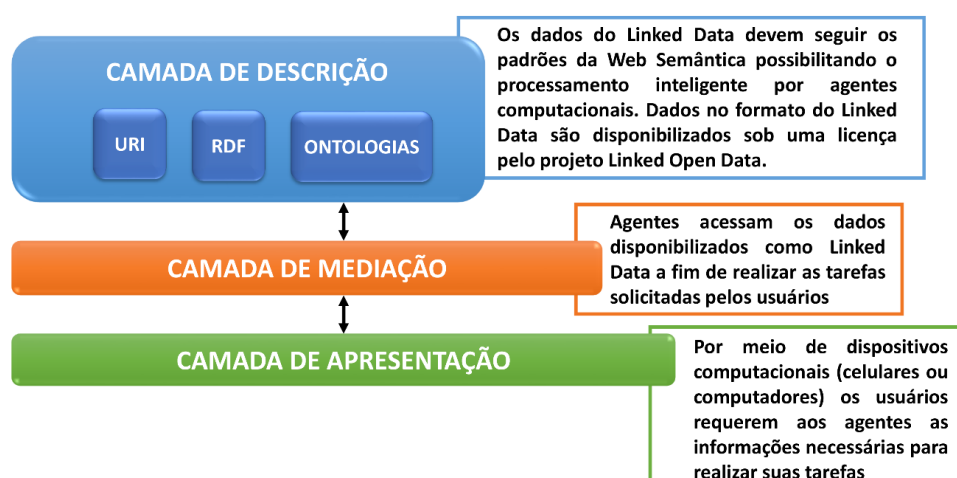 CAMADA DE DESCRIÇÃO
URI
RDF
ONTOLOGIAS
Os dados do Linked Data devem seguir os
padrões da Web Semântica possibilitando o
processamento inteligente por agentes
computacionais. Dados no formato do Linked
Data são disponibilizados sob uma licença
pelo projeto Linked Open Data.
CAMADA DE MEDIAÇÃO
Agentes acessam os dados
disponibilizados como Linked
Data a fim de realizar as tarefas
solicitadas pelos usuários
CAMADA DE APRESENTAÇÃO
Por meio de dispositivos
computacionais (celulares ou
computadores) os usuários
requerem aos agentes as
informações necessárias para
realizar suas tarefas